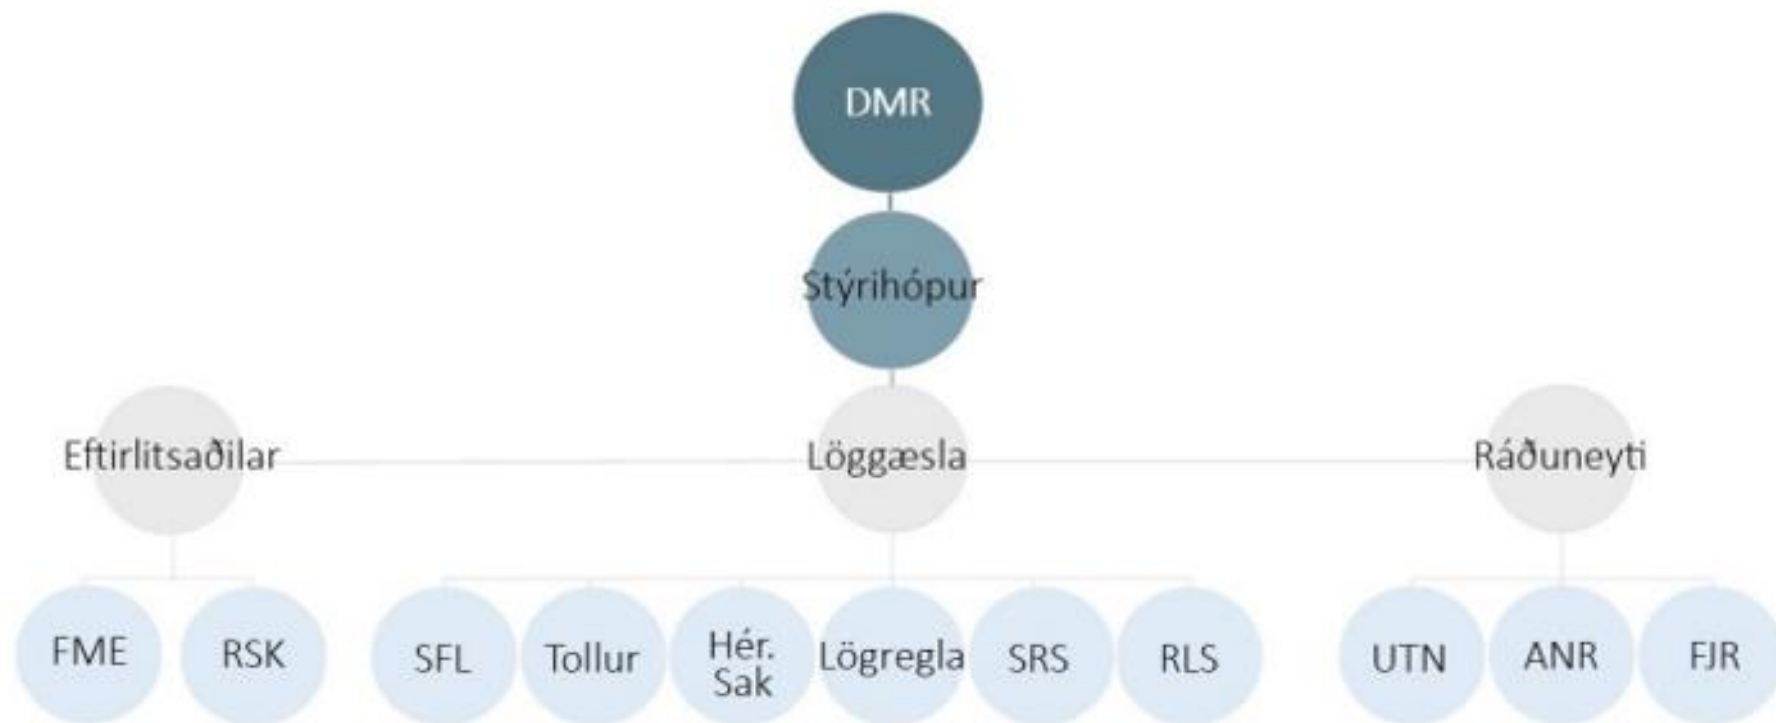 DMR
Stýrihópur
Eftirlitsaðilar
Löggæsla
Ráðuneyti
FME
RSK
SFL
Tollur
Hér.
Sak
Lögregla
SRS
RLS
UTN
ANR
FJR